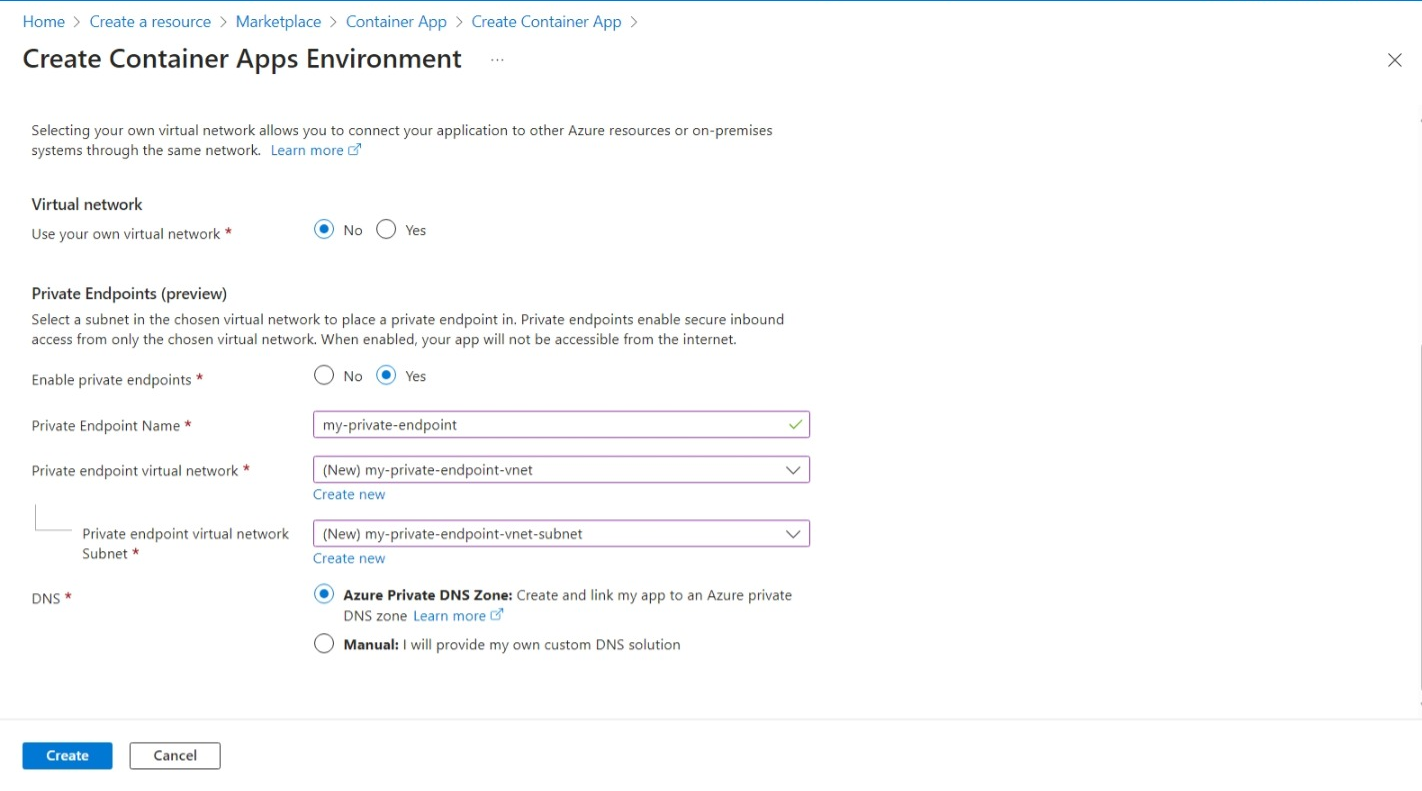 Home > Create a resource > Marketplace > Container App > Create Container App >
Create Container Apps Environment ...
Selecting your own virtual network allows you to connect your application to other Azure resources or on-premises
systems through the same network. Learn more
Virtual network
Use your own virtual network * No Yes
Private Endpoints (preview)
Select a subnet in the chosen virtual network to place a private endpoint in. Private endpoints enable secure inbound
access from only the chosen virtual network. When enabled, your app will not be accessible from the internet.
Enable private endpoints * No Yes
Private Endpoint Name * my-private-endpoint
Private endpoint virtual network * (New) my-private-endpoint-vnet
Create new
Private endpoint virtual network (New) my-private-endpoint-vnet-subnet
Subnet *
Create new
DNS * Azure Private DNS Zone: Create and link my app to an Azure private
DNS zone Learn more
Manual: I will provide my own custom DNS solution
Create Cancel